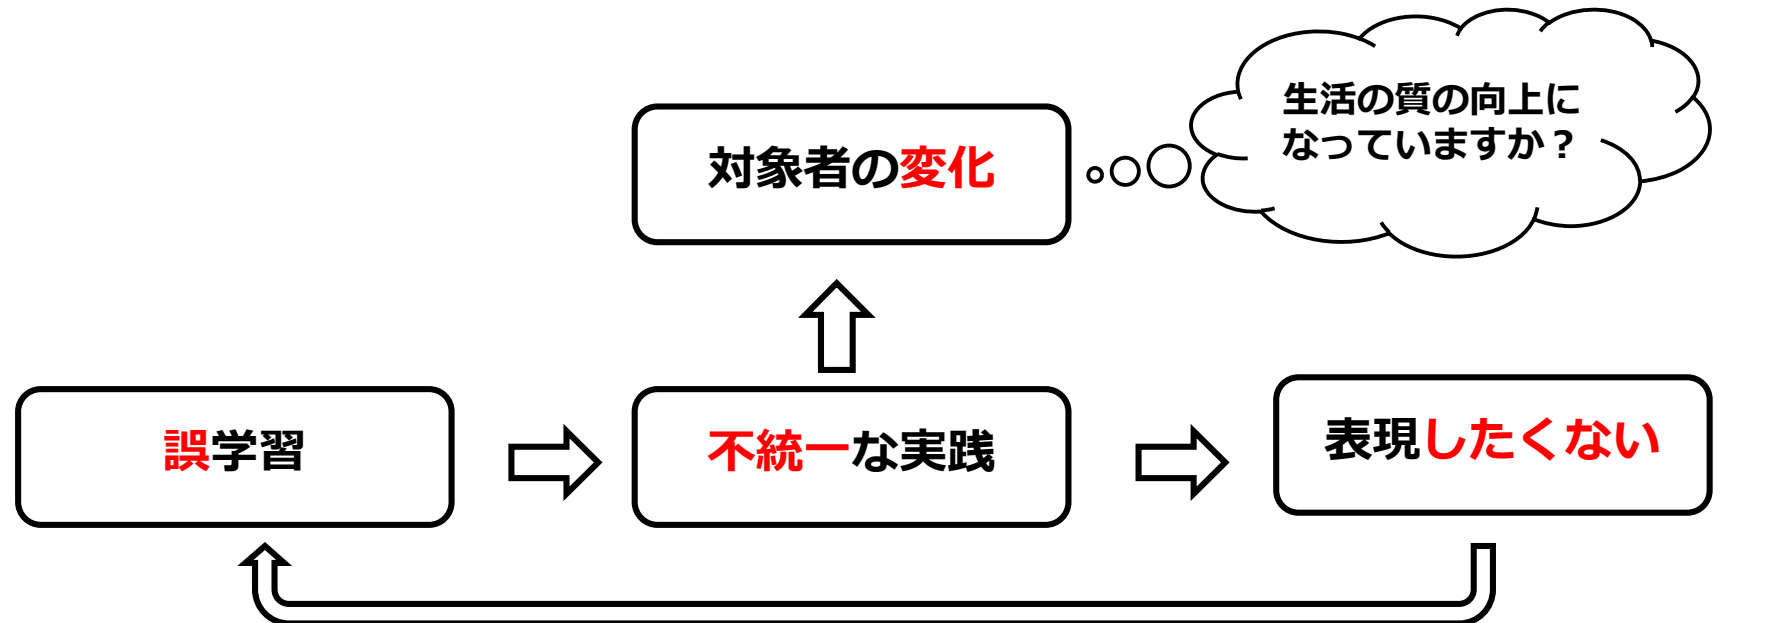 生活の質の向上に
なっていますか？
対象者の変化
誤学習
不統一な実践
表現したくない